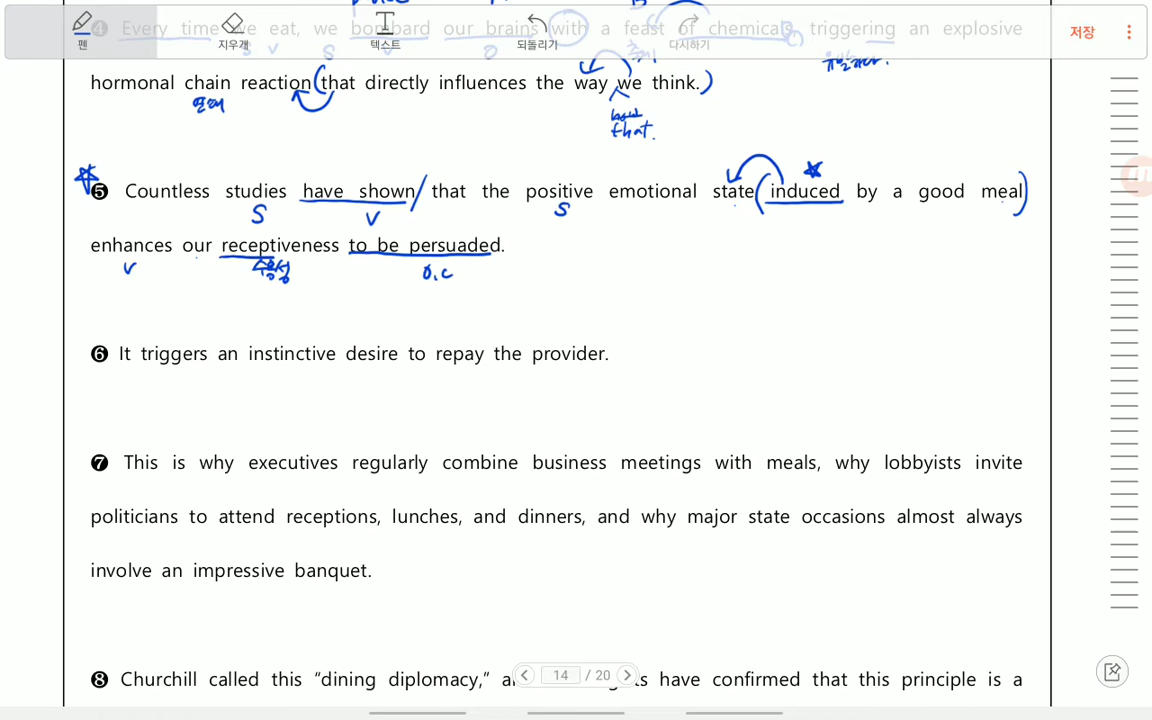 펜
지우개
텍스트
되돌리기
다시하기
저장
❹ Every time we eat, we bombard our brains with a feast of chemicals, triggering an explosive
hormonal chain reaction that directly influences the way we think.
연쇄
that.
❺ Countless studies have shown that the positive emotional state induced by a good meal
S
V
S
enhances our receptiveness to be persuaded.
V
수용성
O.C
❻ It triggers an instinctive desire to repay the provider.
❼ This is why executives regularly combine business meetings with meals, why lobbyists invite
politicians to attend receptions, lunches, and dinners, and why major state occasions almost always
involve an impressive banquet.
❽ Churchill called this “dining diplomacy,” have confirmed that this principle is a
14 / 20